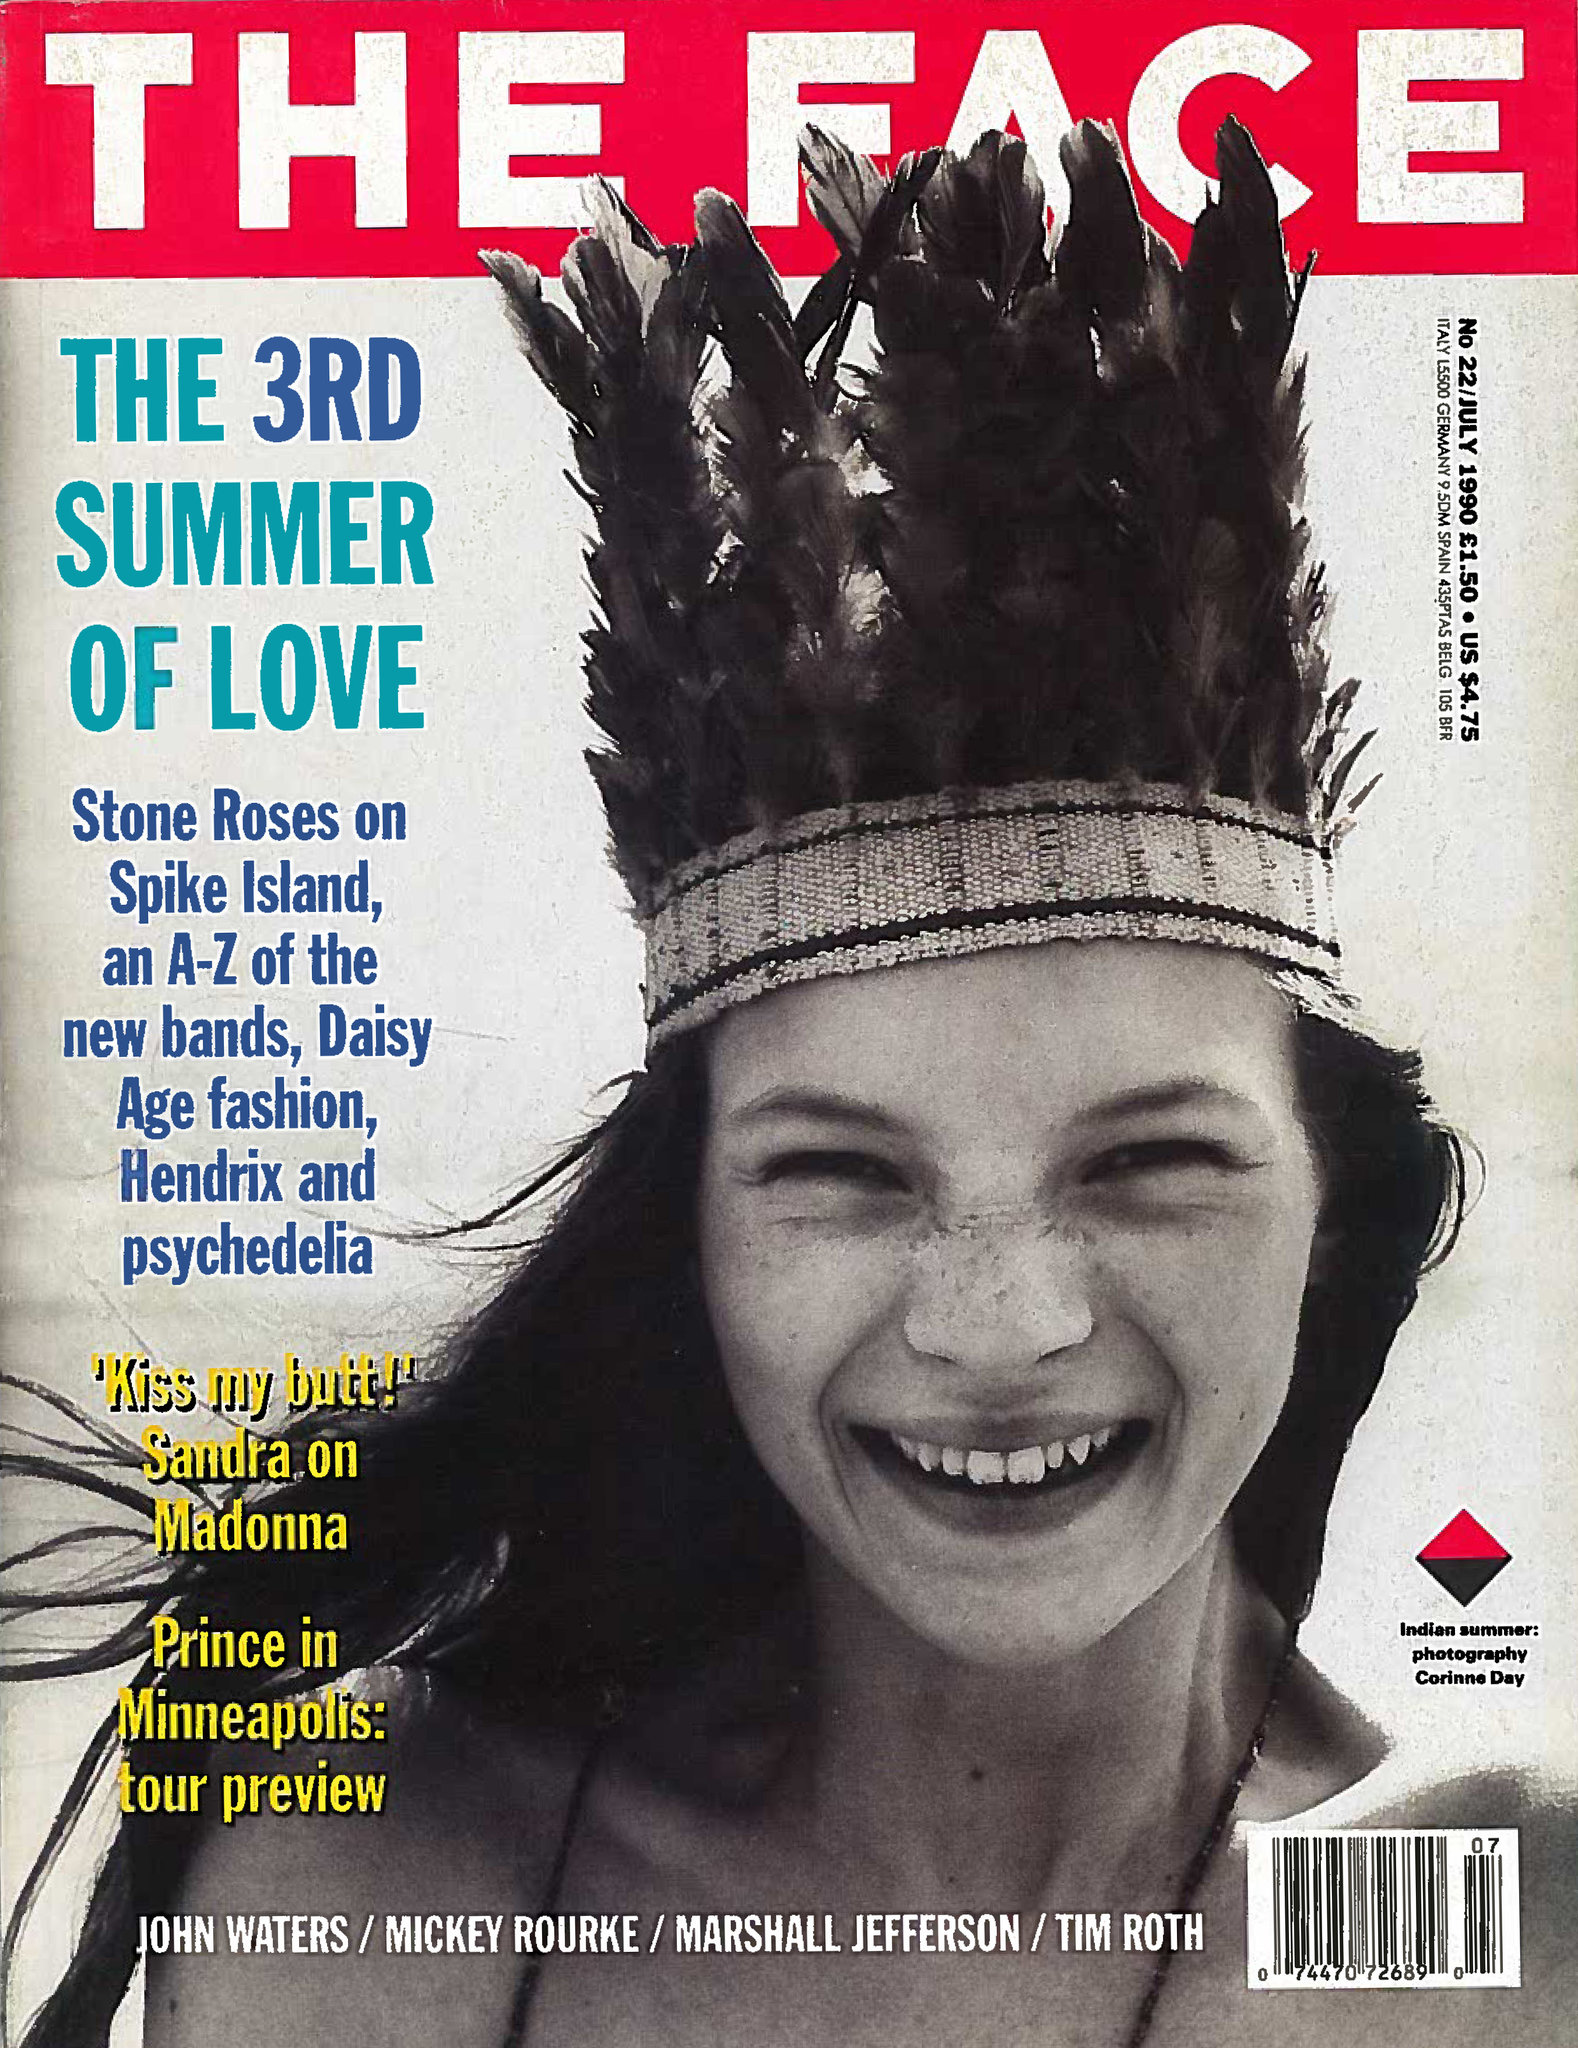 THE FACE
THE 3RD
SUMMER
OF LOVE
Stone Roses on
Spike Island,
an A-Z of the
new bands, Daisy
Age fashion,
Hendrix and
psychedelia
'Kiss my butt!'
Sandra on
Madonna
Prince in
Minneapolis:
tour preview
No 22/JULY 1990 £1.50 • US $4.75
ITALY L5500 GERMANY 9.5DM SPAIN 435PTAS BELG 105 BFR
Indian summer:
photography
Corinne Day
JOHN WATERS / MICKEY ROURKE / MARSHALL JEFFERSON / TIM ROTH
07
0 74470 72689 0